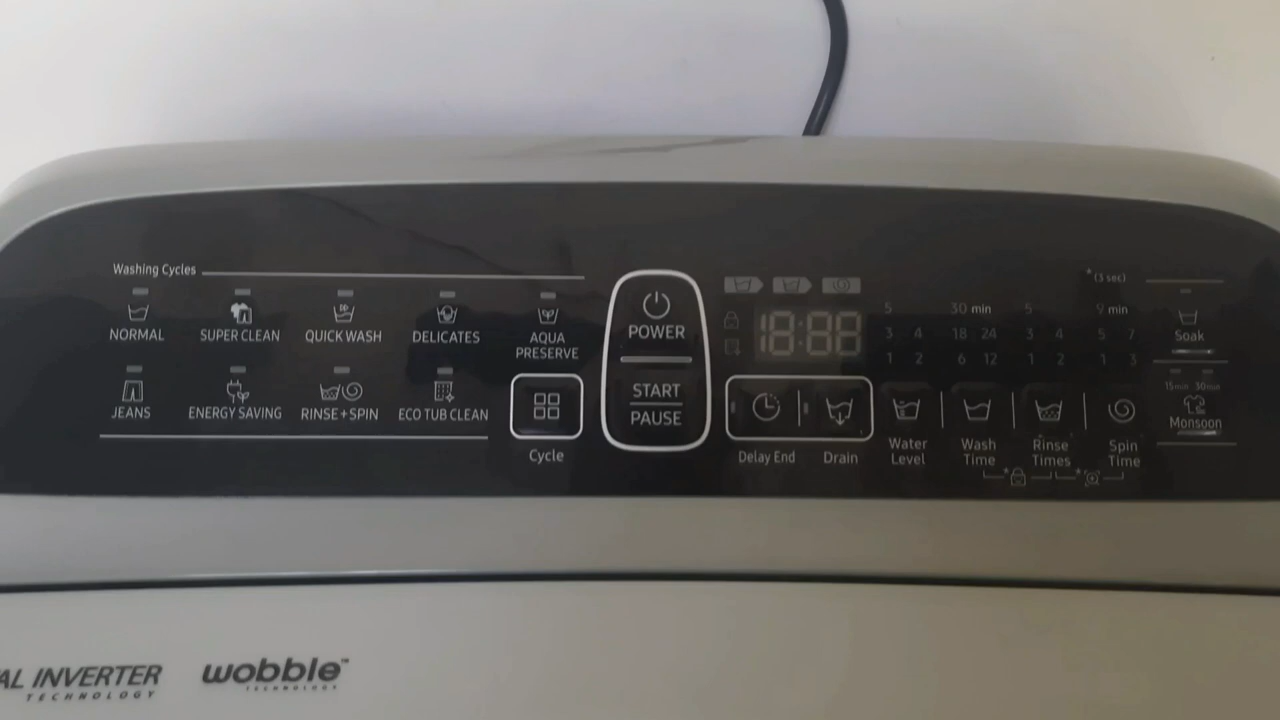 Washing Cycles
NORMAL
SUPER CLEAN
QUICK WASH
DELICATES
AQUA
PRESERVE
JEANS
ENERGY SAVING
RINSE+SPIN
ECO TUB CLEAN
Cycle
POWER
START
PAUSE
18:88
Delay End
Drain
5
3 4
1 2
Water
Level
30 min
18 24
6 12
Wash
Time
5
3 4
1 2
Rinse
Times
*(3 sec)
9 min
5 7
1 3
Spin
Time
Soak
15min 30min
Monsoon
AL INVERTER
TECHNOLOGY
wobble™
TECHNOLOGY